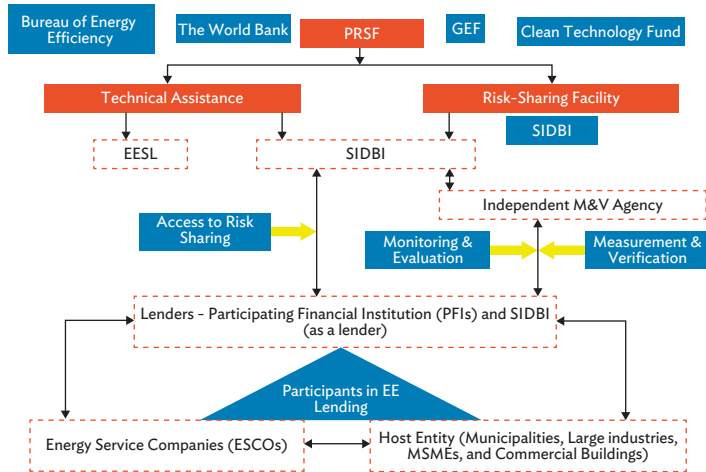 Bureau of Energy
Efficiency
The World Bank
PRSF
GEF
Clean Technology Fund
Technical Assistance
Risk-Sharing Facility
SIDBI
EESL
SIDBI
Independent M&V Agency
Access to Risk
Sharing
Monitoring &
Evaluation
Measurement &
Verification
Lenders – Participating Financial Institution (PFIs) and SIDBI
(as a lender)
Participants in EE
Lending
Energy Service Companies (ESCOs)
Host Entity (Municipalities, Large industries,
MSMEs, and Commercial Buildings)